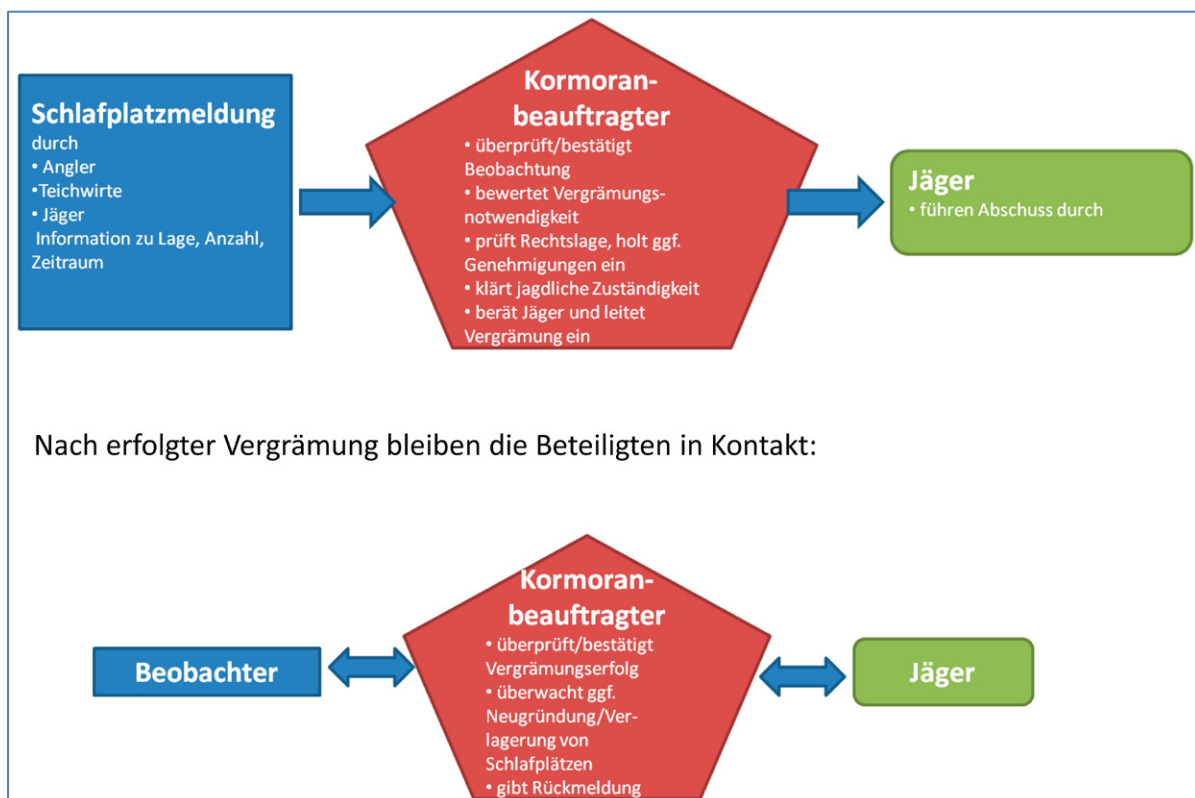 Schlafplatzmeldung
durch
• Angler
•Teichwirte
• Jäger
Information zu Lage, Anzahl,
Zeitraum
Kormoran-
beauftragter
• überprüft/bestätigt
Beobachtung
• bewertet Vergrämungs-
notwendigkeit
• prüft Rechtslage, holt ggf.
Genehmigungen ein
• klärt jagdliche Zuständigkeit
• berät Jäger und leitet
Vergrämung ein
Jäger
• führen Abschuss durch
Nach erfolgter Vergrämung bleiben die Beteiligten in Kontakt:
Beobachter
Kormoran-
beauftragter
• überprüft/bestätigt
Vergrämungserfolg
• überwacht ggf.
Neugründung/Ver-
lagerung von
Schlafplätzen
• gibt Rückmeldung
Jäger